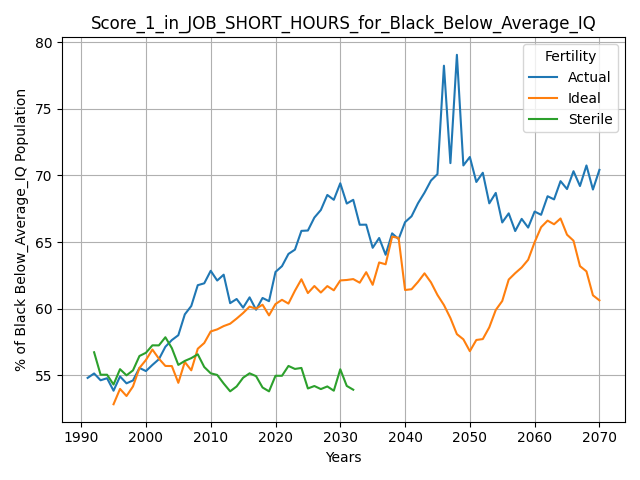 Score_1_in_JOB_SHORT_HOURS_for_Black_Below_Average_IQ
% of Black Below_Average_IQ Population
80
75
70
65
60
55
Fertility
Actual
Ideal
Sterile
1990 2000 2010 2020 2030 2040 2050 2060 2070
Years